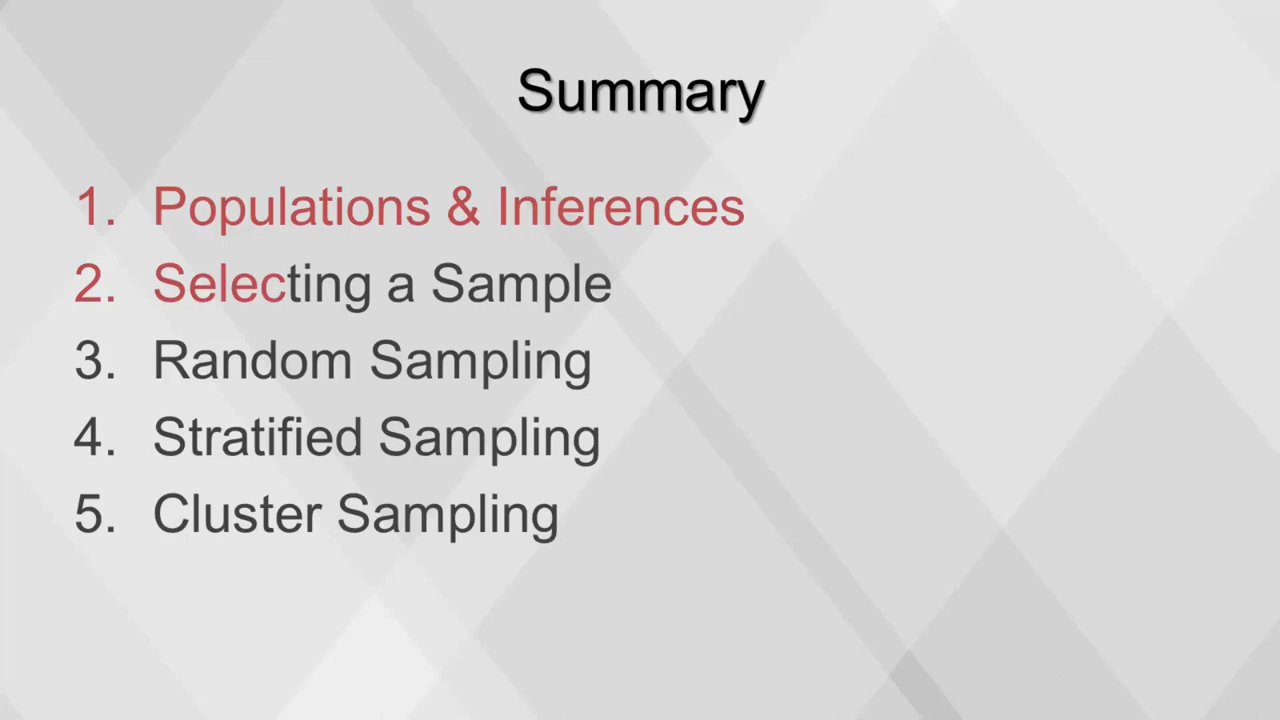 Summary
1. Populations & Inferences
2. Selecting a Sample
3. Random Sampling
4. Stratified Sampling
5. Cluster Sampling